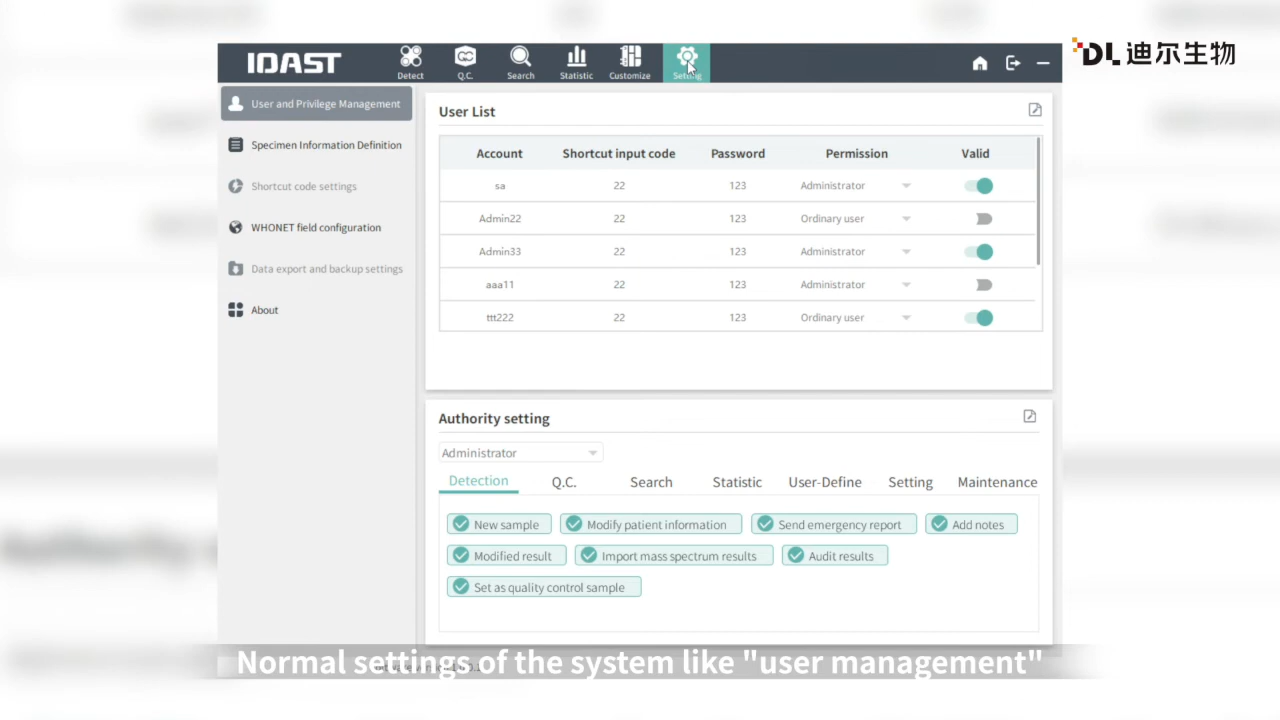 IDAST
Detect
Q.C.
Search
Statistic
Customize
Setting
DL 迪尔生物
User and Privilege Management
Specimen Information Definition
Shortcut code settings
WHONET field configuration
Data export and backup settings
About
User List
Account Shortcut input code Password Permission Valid
sa 22 123 Administrator
Admin22 22 123 Ordinary user
Admin33 22 123 Administrator
aaa11 22 123 Administrator
ttt222 22 123 Ordinary user
Authority setting
Administrator
Detection Q.C. Search Statistic User-Define Setting Maintenance
New sample Modify patient information Send emergency report Add notes
Modified result Import mass spectrum results Audit results
Set as quality control sample
Normal settings of the system like "user management"